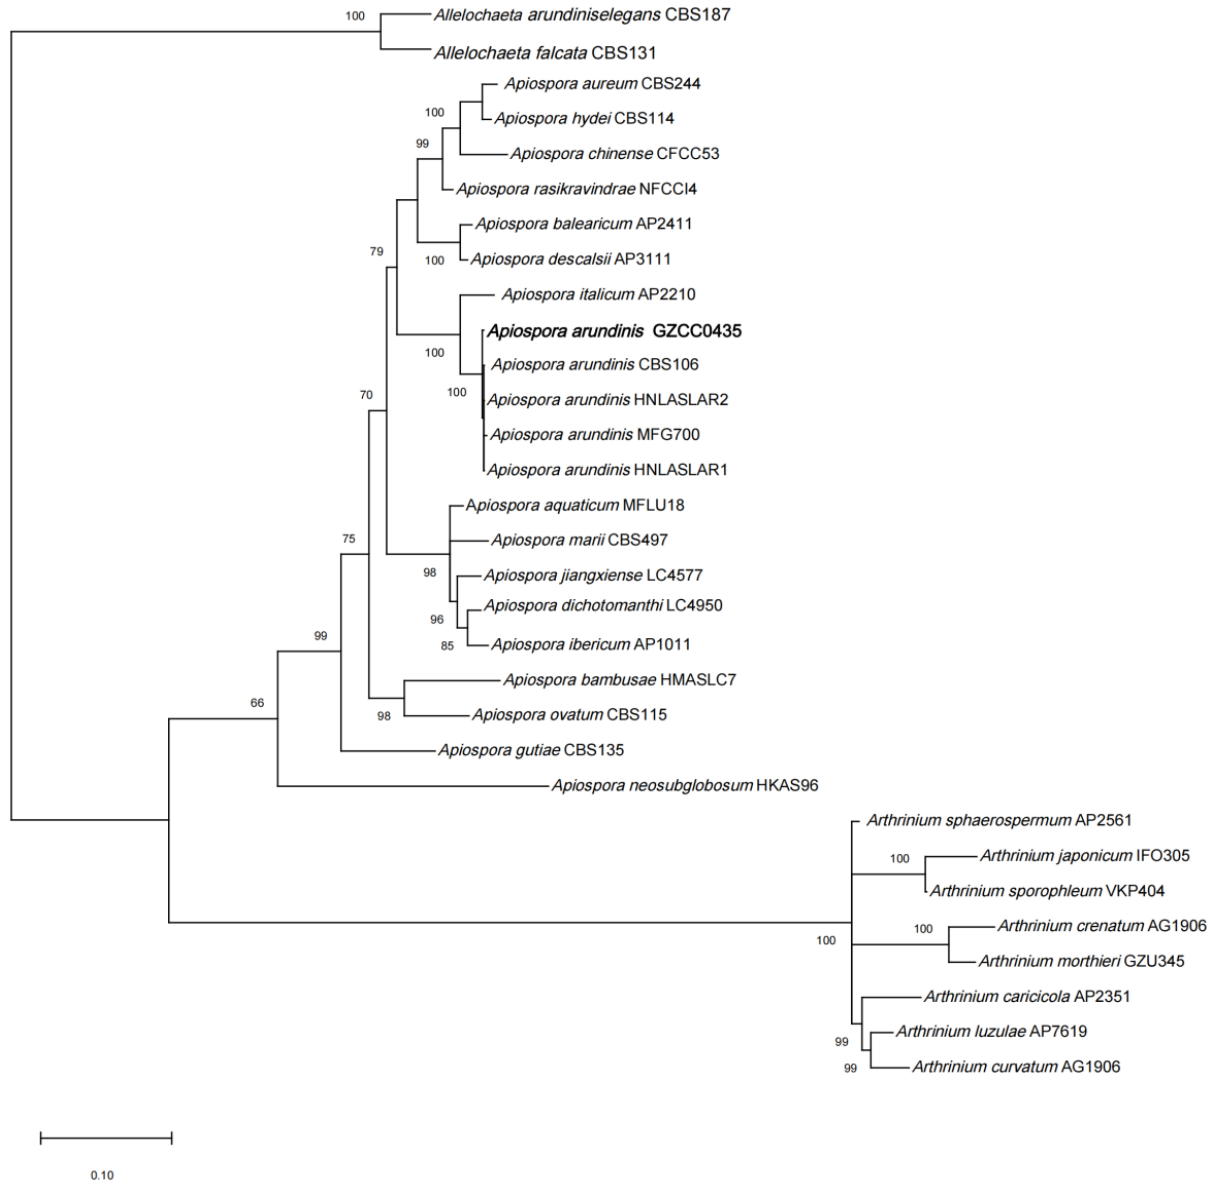 100
Allelochaeta arundiniselegans CBS187
Allelochaeta falcata CBS131
Apiospora aureum CBS244
100
Apiospora hydei CBS114
99
Apiospora chinense CFCC53
Apiospora rasikravindrae NFCCI4
Apiospora balearicum AP2411
79
100
Apiospora descalsii AP3111
Apiospora italicum AP2210
Apiospora arundinis GZCC0435
100
Apiospora arundinis CBS106
100
Apiospora arundinis HNLASLAR2
70
Apiospora arundinis MFG700
Apiospora arundinis HNLASLAR1
Apiospora aquaticum MFLU18
75
Apiospora marii CBS497
98
Apiospora jiangxiense LC4577
Apiospora dichotomanthi LC4950
96
99
85
Apiospora ibericum AP1011
Apiospora bambusae HMASLC7
66
98
Apiospora ovatum CBS115
Apiospora gutiae CBS135
Apiospora neosubglobosum HKAS96
Arthrinium sphaerospermum AP2561
100
Arthrinium japonicum IFO305
Arthrinium sporophleum VKP404
100
Arthrinium crenatum AG1906
100
Arthrinium morthieri GZU345
Arthrinium caricicola AP2351
Arthrinium luzulae AP7619
99
99
Arthrinium curvatum AG1906
0.10